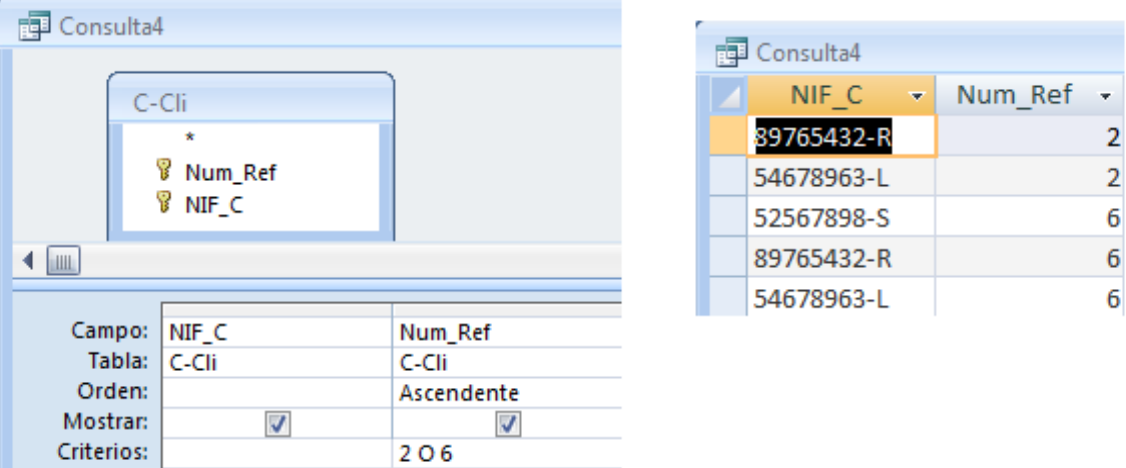 Consulta4
C-Cli
*
Num_Ref
NIF_C
Campo: NIF_C Num_Ref
Tabla: C-Cli C-Cli
Orden: Ascendente
Mostrar:
Criterios: 2 O 6
Consulta4
NIF_C Num_Ref
89765432-R 2
54678963-L 2
52567898-S 6
89765432-R 6
54678963-L 6